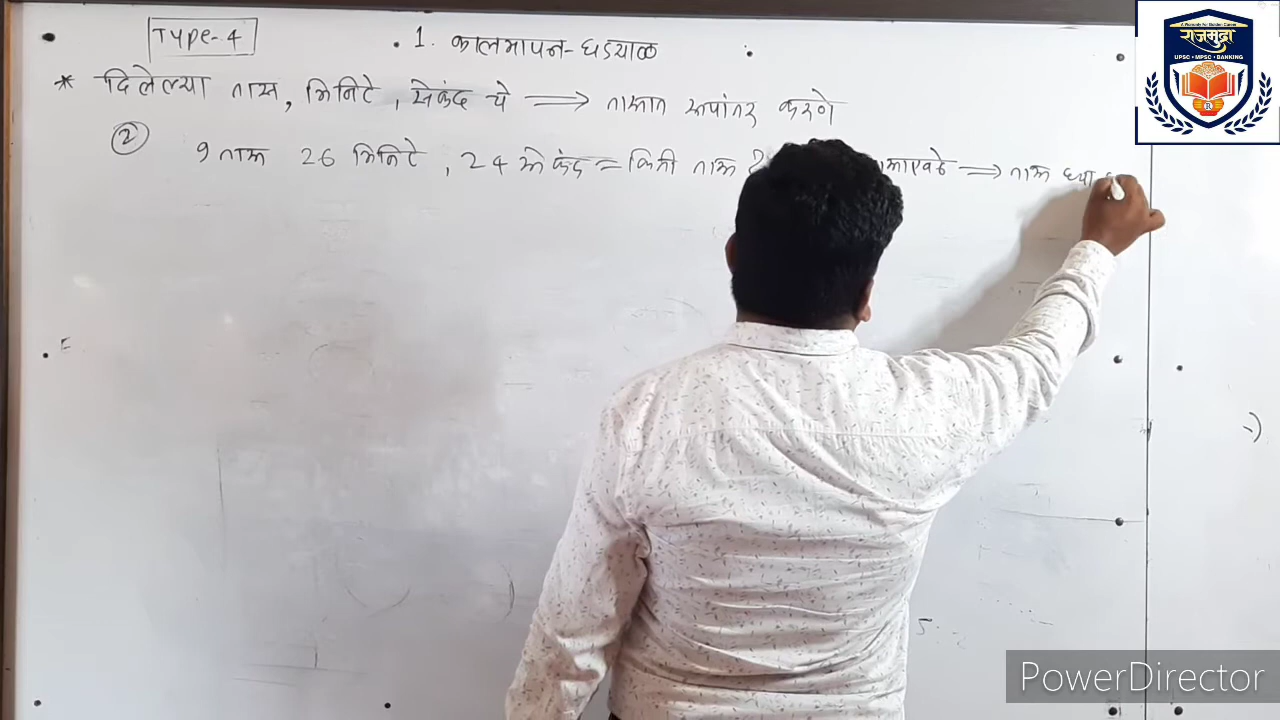 Type-4
1. कालमापन-घड्याळ
* दिलेल्या तास, मिनिटे, सेकंद चे ⟹ तासात रूपांतर करणे
② 9 तास 26 मिनिटे, 24 सेकंद = किती तास ⟹ तास
राजमुद्रा
UPSC • MPSC • BANKING
PowerDirector